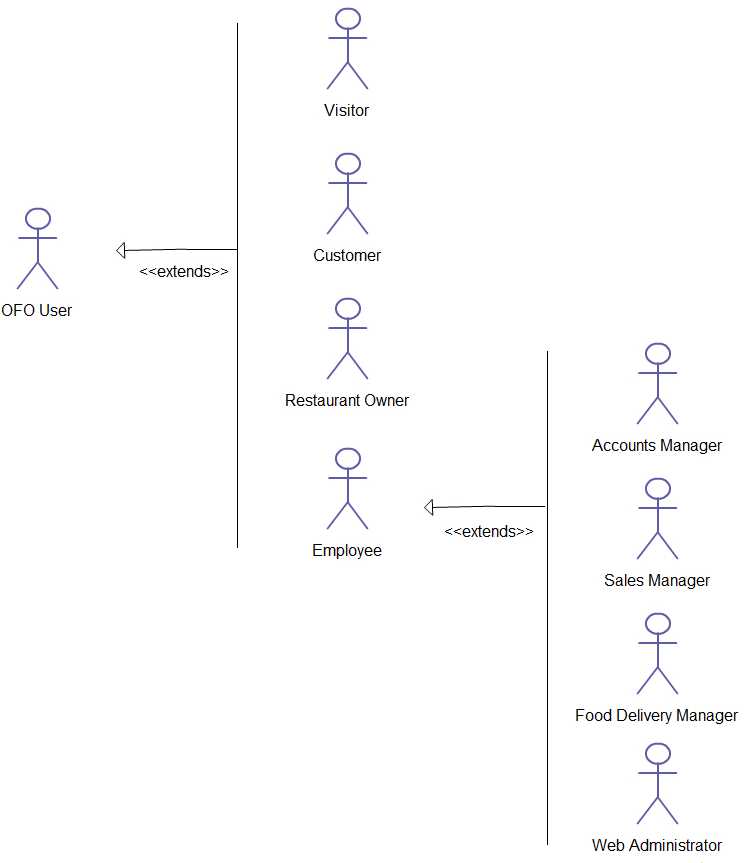 Visitor
Customer
<<extends>>
OFO User
Restaurant Owner
Accounts Manager
<<extends>>
Employee
Sales Manager
Food Delivery Manager
Web Administrator